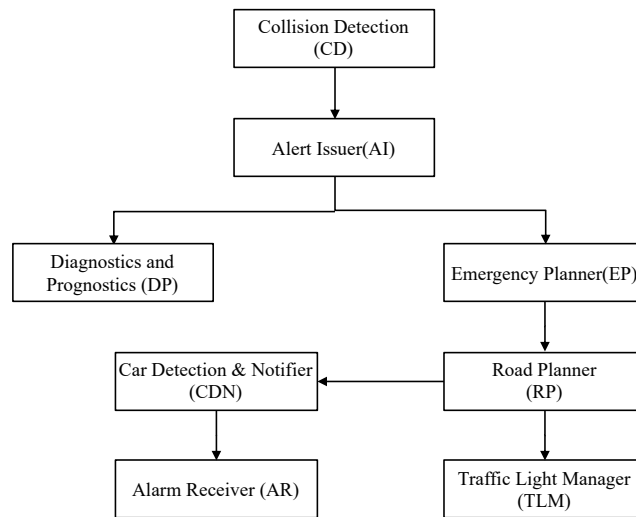 Collision Detection
(CD)
Alert Issuer(AI)
Diagnostics and
Prognostics (DP)
Emergency Planner(EP)
Car Detection & Notifier
(CDN)
Road Planner
(RP)
Alarm Receiver (AR)
Traffic Light Manager
(TLM)